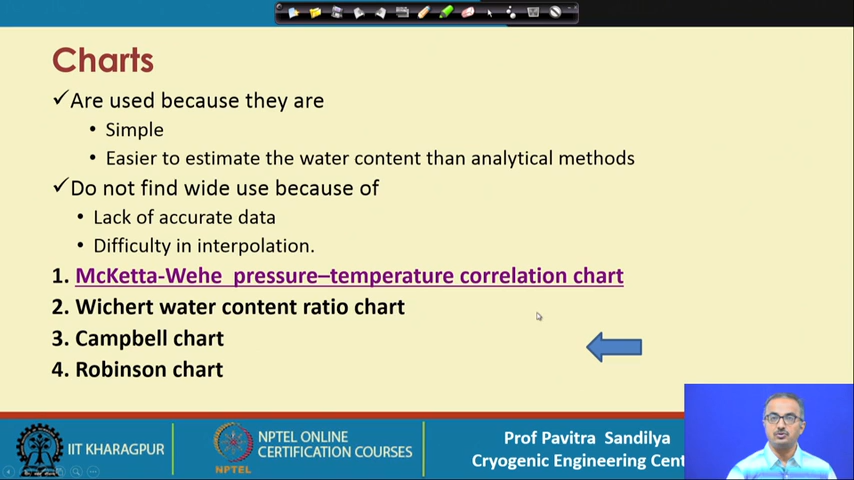 Charts
✓Are used because they are
• Simple
• Easier to estimate the water content than analytical methods
✓Do not find wide use because of
• Lack of accurate data
• Difficulty in interpolation.
1. McKetta-Wehe pressure–temperature correlation chart
2. Wichert water content ratio chart
3. Campbell chart
4. Robinson chart
IIT KHARAGPUR
NPTEL
NPTEL ONLINE
CERTIFICATION COURSES
Prof Pavitra Sandilya
Cryogenic Engineering Cent